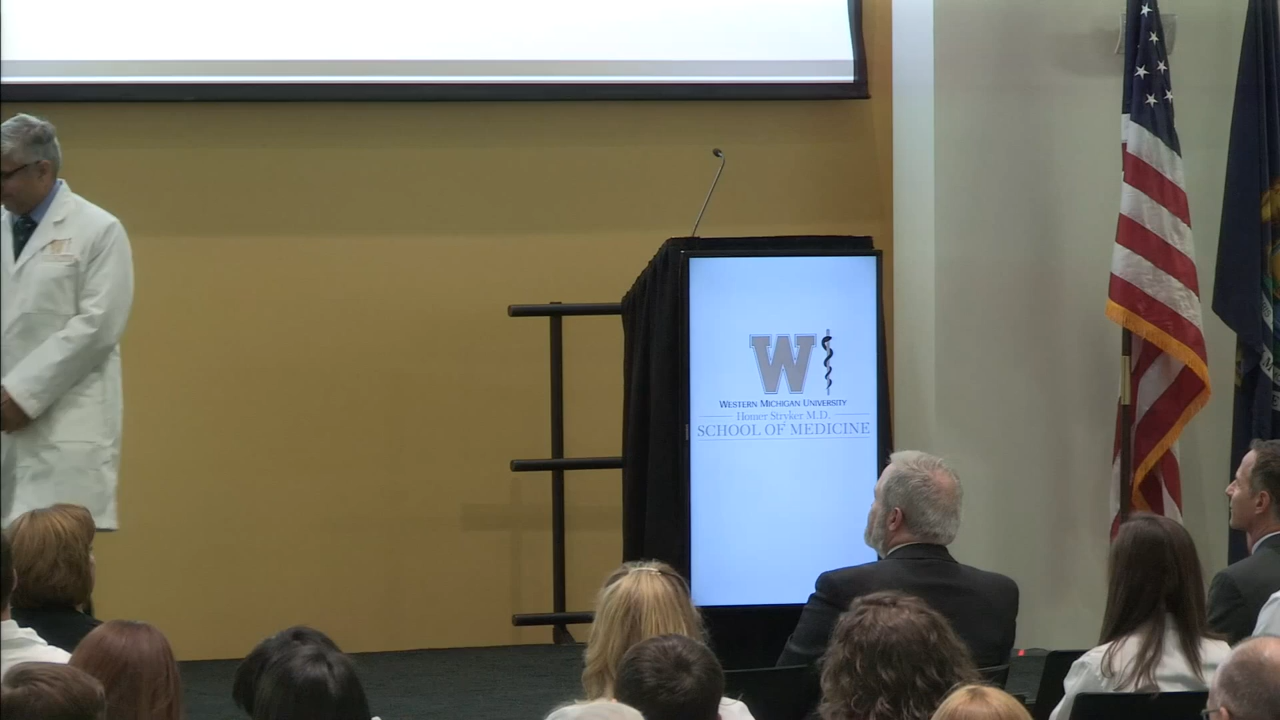 W
WESTERN MICHIGAN UNIVERSITY
Homer Stryker M.D.
SCHOOL OF MEDICINE